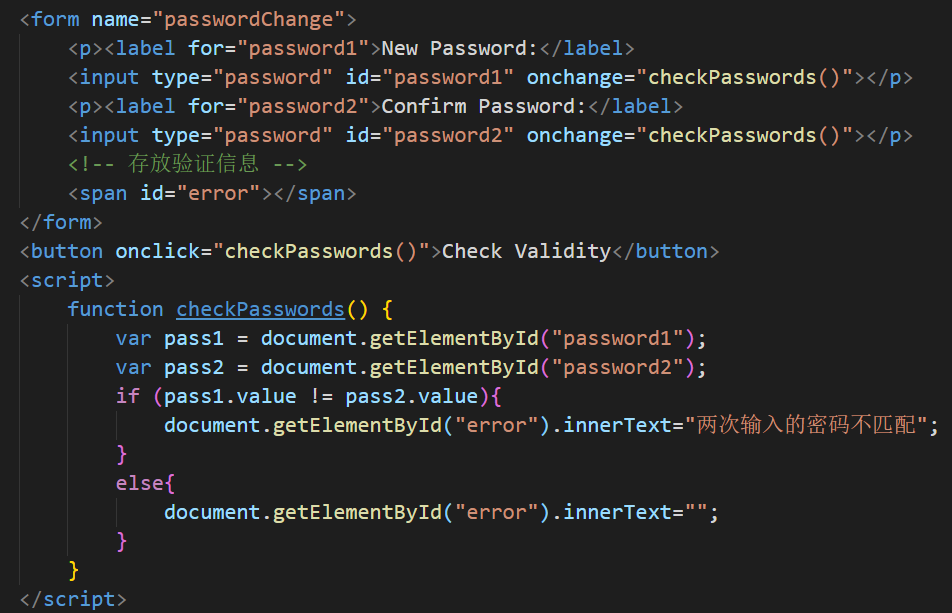 <form name="passwordChange">
    <p><label for="password1">New Password:</label>
    <input type="password" id="password1" onchange="checkPasswords()"></p>
    <p><label for="password2">Confirm Password:</label>
    <input type="password" id="password2" onchange="checkPasswords()"></p>
    <!-- 存放验证信息 -->
    <span id="error"></span>
</form>
<button onclick="checkPasswords()">Check Validity</button>
<script>
    function checkPasswords() {
        var pass1 = document.getElementById("password1");
        var pass2 = document.getElementById("password2");
        if (pass1.value != pass2.value){
            document.getElementById("error").innerText="两次输入的密码不匹配";
        }
        else{
            document.getElementById("error").innerText="";
        }
    }
</script>